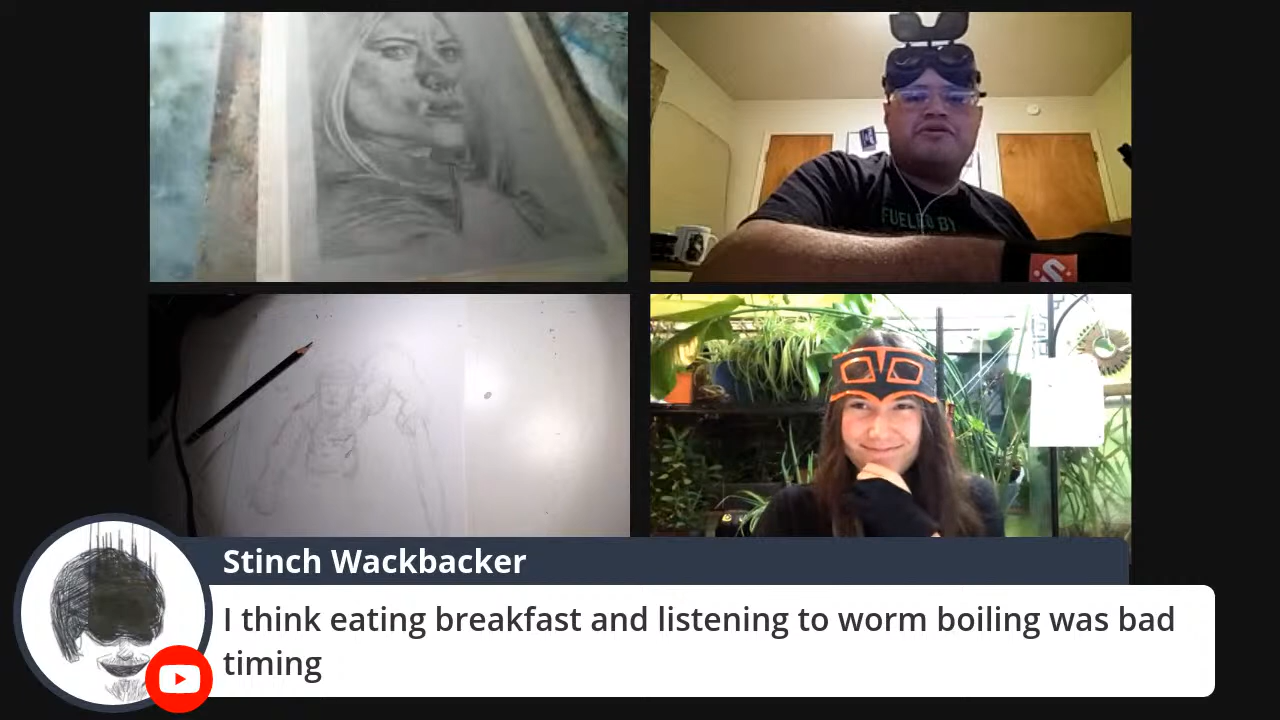 FUELED BY
S
Stinch Wackbacker
I think eating breakfast and listening to worm boiling was bad
timing